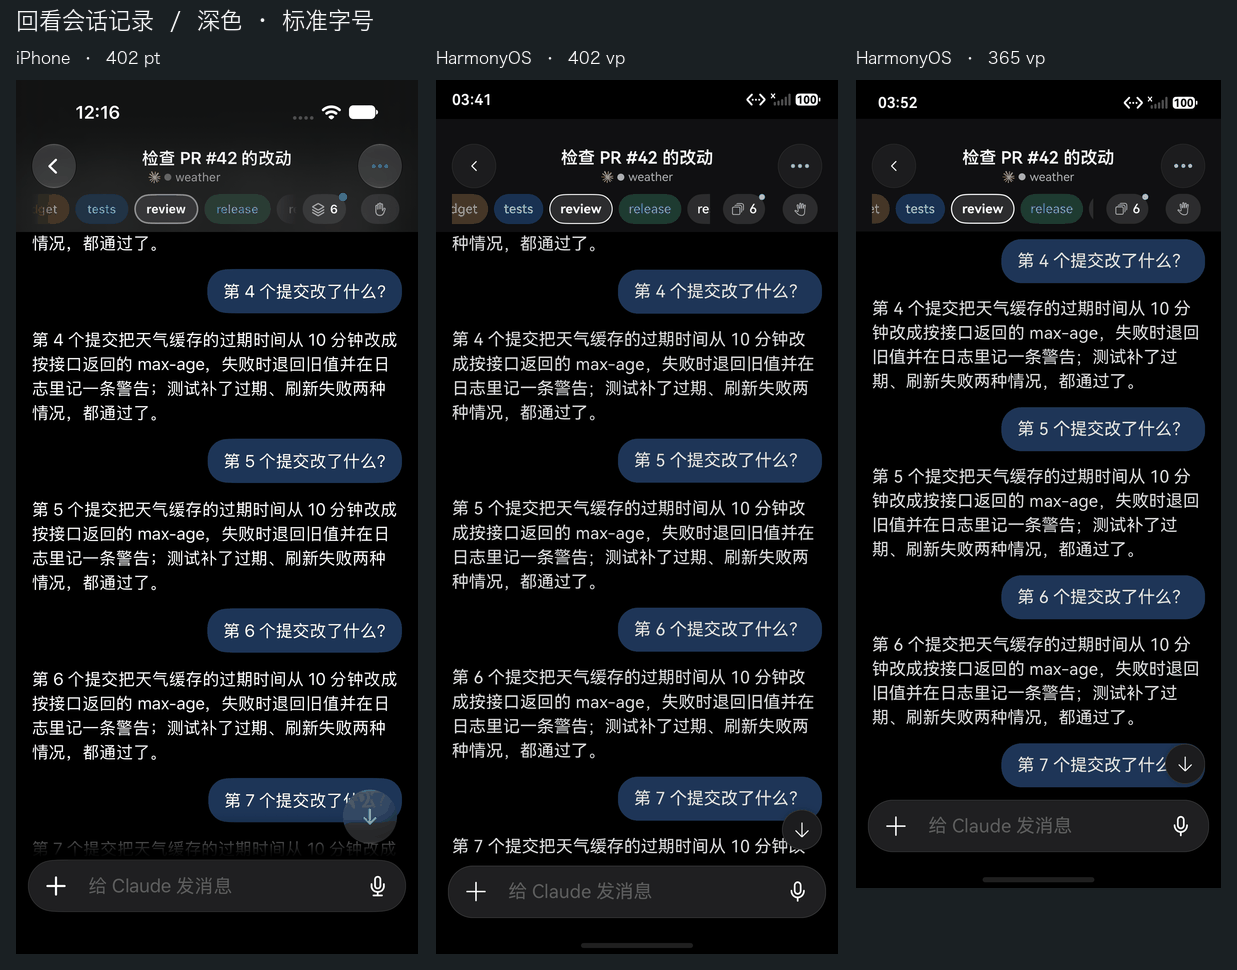 回看会话记录 / 深色 · 标准字号
iPhone · 402 pt
12:16
检查 PR #42 的改动
weather
tests
review
release
6
情况，都通过了。
第 4 个提交改了什么？
第 4 个提交把天气缓存的过期时间从 10 分钟改成
按接口返回的 max-age，失败时退回旧值并在日
志里记一条警告；测试补了过期、刷新失败两种
情况，都通过了。
第 5 个提交改了什么？
第 5 个提交把天气缓存的过期时间从 10 分钟改成
按接口返回的 max-age，失败时退回旧值并在日
志里记一条警告；测试补了过期、刷新失败两种
情况，都通过了。
第 6 个提交改了什么？
第 6 个提交把天气缓存的过期时间从 10 分钟改成
按接口返回的 max-age，失败时退回旧值并在日
志里记一条警告；测试补了过期、刷新失败两种
情况，都通过了。
第 7 个提交改了
第 7 个提交把天气缓存的过期时间从 10 分钟改成
给 Claude 发消息
HarmonyOS · 402 vp
03:41
100
检查 PR #42 的改动
weather
dget
tests
review
release
re
6
种情况，都通过了。
第 4 个提交改了什么？
第 4 个提交把天气缓存的过期时间从 10 分钟改
成按接口返回的 max-age，失败时退回旧值并在
日志里记一条警告；测试补了过期、刷新失败两
种情况，都通过了。
第 5 个提交改了什么？
第 5 个提交把天气缓存的过期时间从 10 分钟改
成按接口返回的 max-age，失败时退回旧值并在
日志里记一条警告；测试补了过期、刷新失败两
种情况，都通过了。
第 6 个提交改了什么？
第 6 个提交把天气缓存的过期时间从 10 分钟改
成按接口返回的 max-age，失败时退回旧值并在
日志里记一条警告；测试补了过期、刷新失败两
种情况，都通过了。
第 7 个提交改了什么？
第 7 个提交把天气缓存的过期时间从 10 分钟改
给 Claude 发消息
HarmonyOS · 365 vp
03:52
100
检查 PR #42 的改动
weather
et
tests
review
release
6
第 4 个提交改了什么？
第 4 个提交把天气缓存的过期时间从 10 分
钟改成按接口返回的 max-age，失败时退回
旧值并在日志里记一条警告；测试补了过
期、刷新失败两种情况，都通过了。
第 5 个提交改了什么？
第 5 个提交把天气缓存的过期时间从 10 分
钟改成按接口返回的 max-age，失败时退回
旧值并在日志里记一条警告；测试补了过
期、刷新失败两种情况，都通过了。
第 6 个提交改了什么？
第 6 个提交把天气缓存的过期时间从 10 分
钟改成按接口返回的 max-age，失败时退回
旧值并在日志里记一条警告；测试补了过
期、刷新失败两种情况，都通过了。
第 7 个提交改了什么
给 Claude 发消息